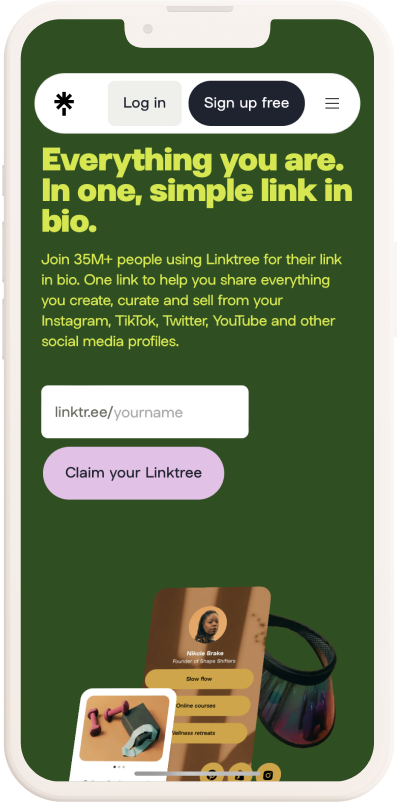 Log in
Sign up free
Everything you are.
In one, simple link in
bio.
Join 35M+ people using Linktree for their link
in bio. One link to help you share everything
you create, curate and sell from your
Instagram, TikTok, Twitter, YouTube and other
social media profiles.
linktr.ee/yourname
Claim your Linktree
Nikole Brake
Founder of Shape Shifters
Slow flow
Online courses
Wellness retreats